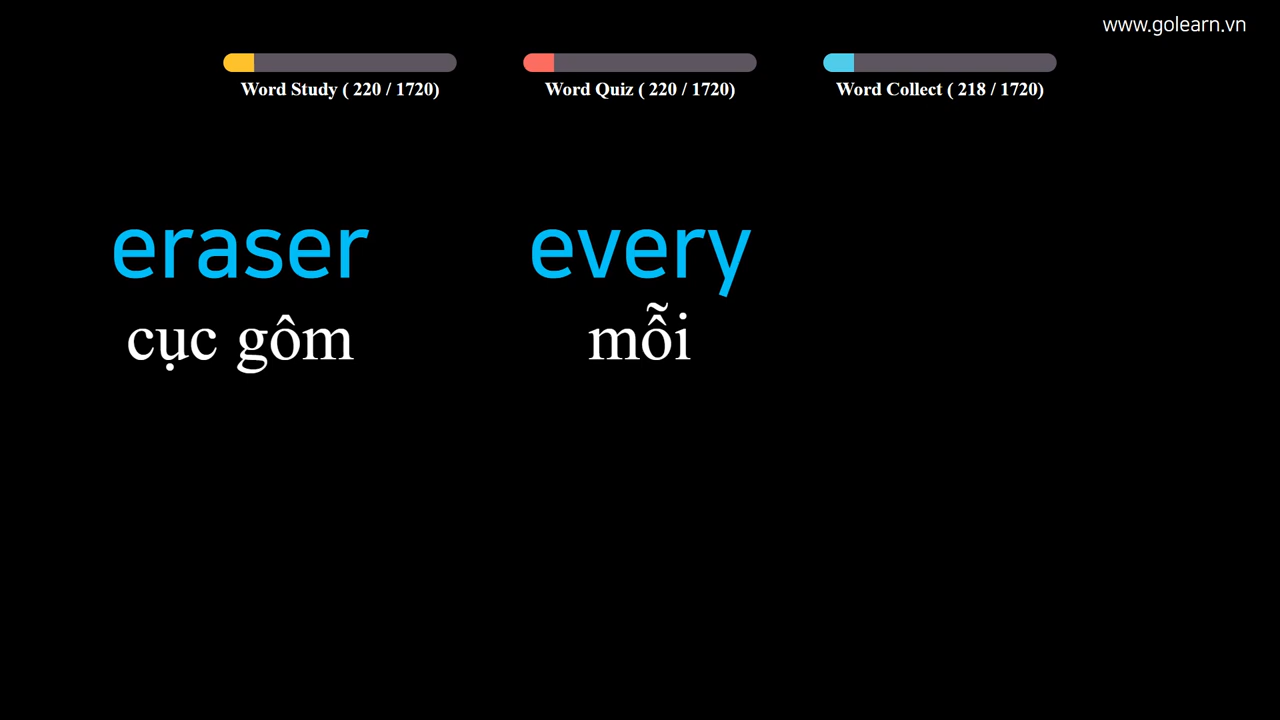 www.golearn.vn
Word Study ( 220 / 1720)
Word Quiz ( 220 / 1720)
Word Collect ( 218 / 1720)
eraser
cục gôm
every
mỗi